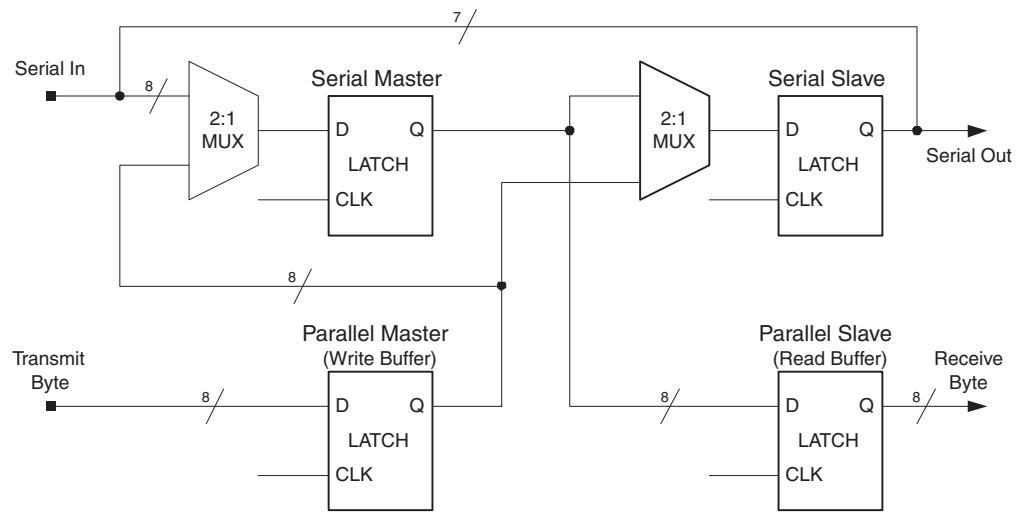 7
Serial In
8
2:1
MUX
Serial Master
D Q
LATCH
CLK
2:1
MUX
Serial Slave
D Q
LATCH
CLK
Serial Out
8
Transmit
Byte
8
Parallel Master
(Write Buffer)
D Q
LATCH
CLK
8
Parallel Slave
(Read Buffer)
D Q
LATCH
CLK
8
Receive
Byte